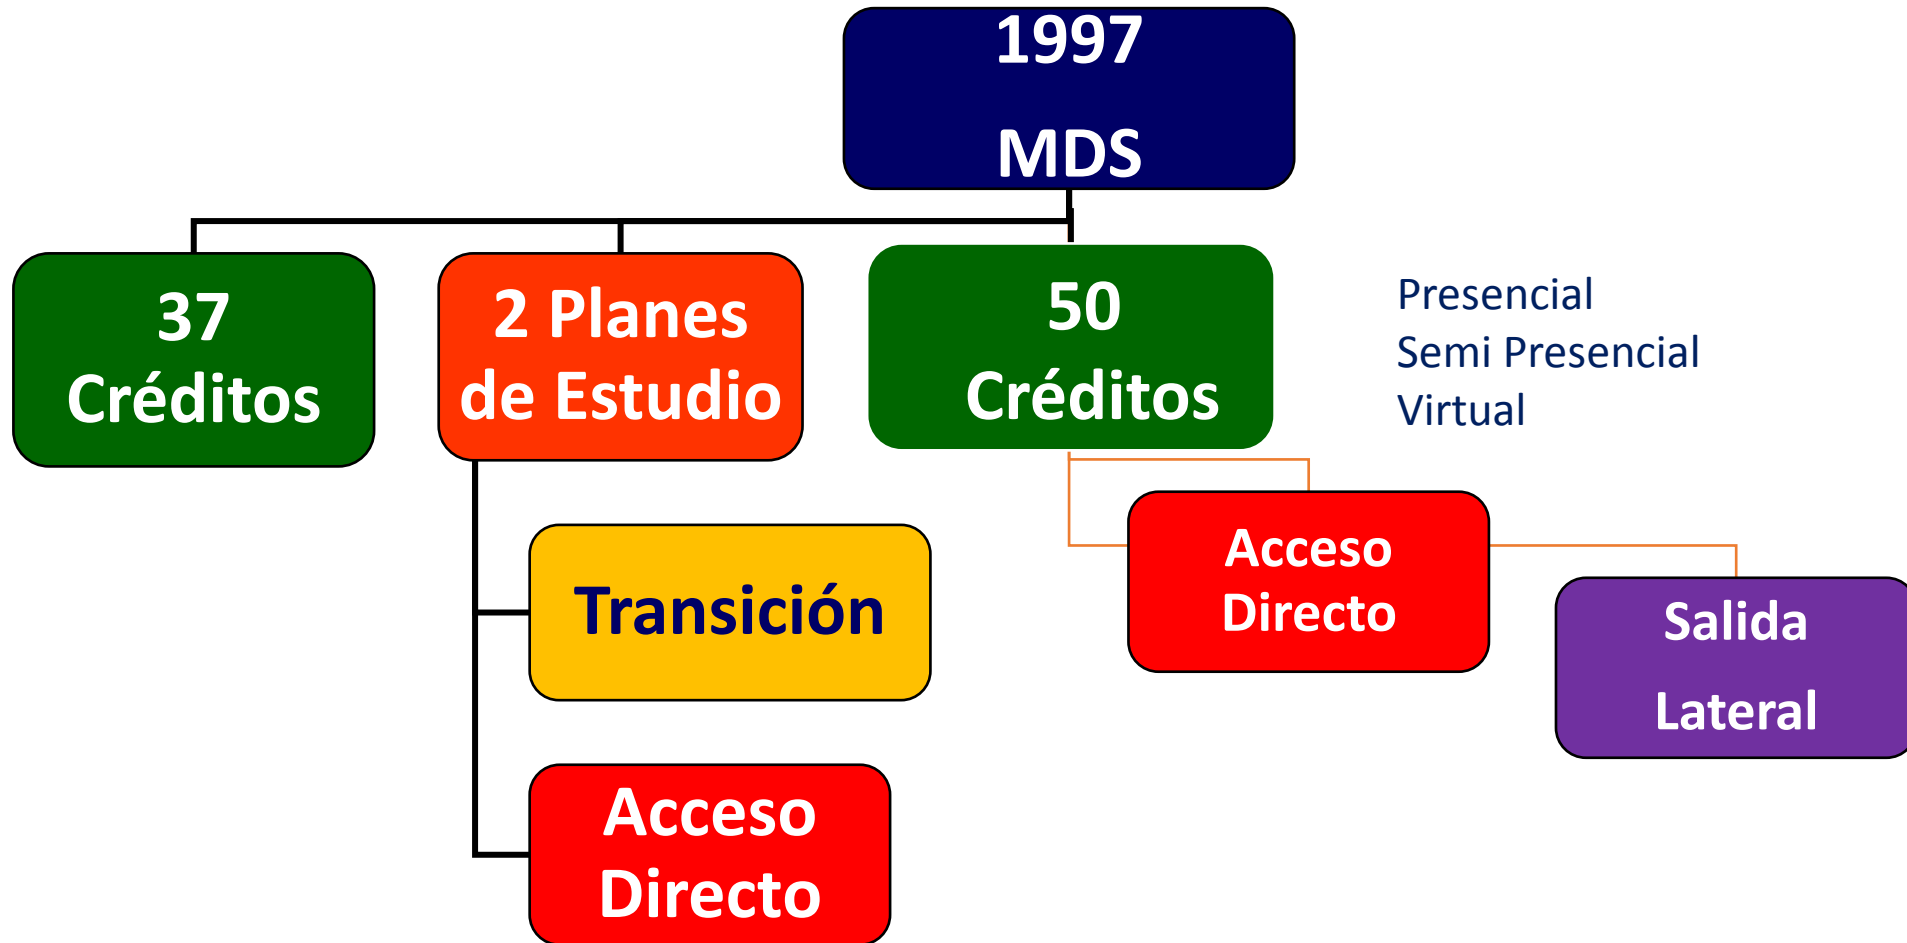 1997
MDS
37
Créditos
2 Planes
de Estudio
50
Créditos
Presencial
Semi Presencial
Virtual
Transición
Acceso
Directo
Acceso
Directo
Salida
Lateral